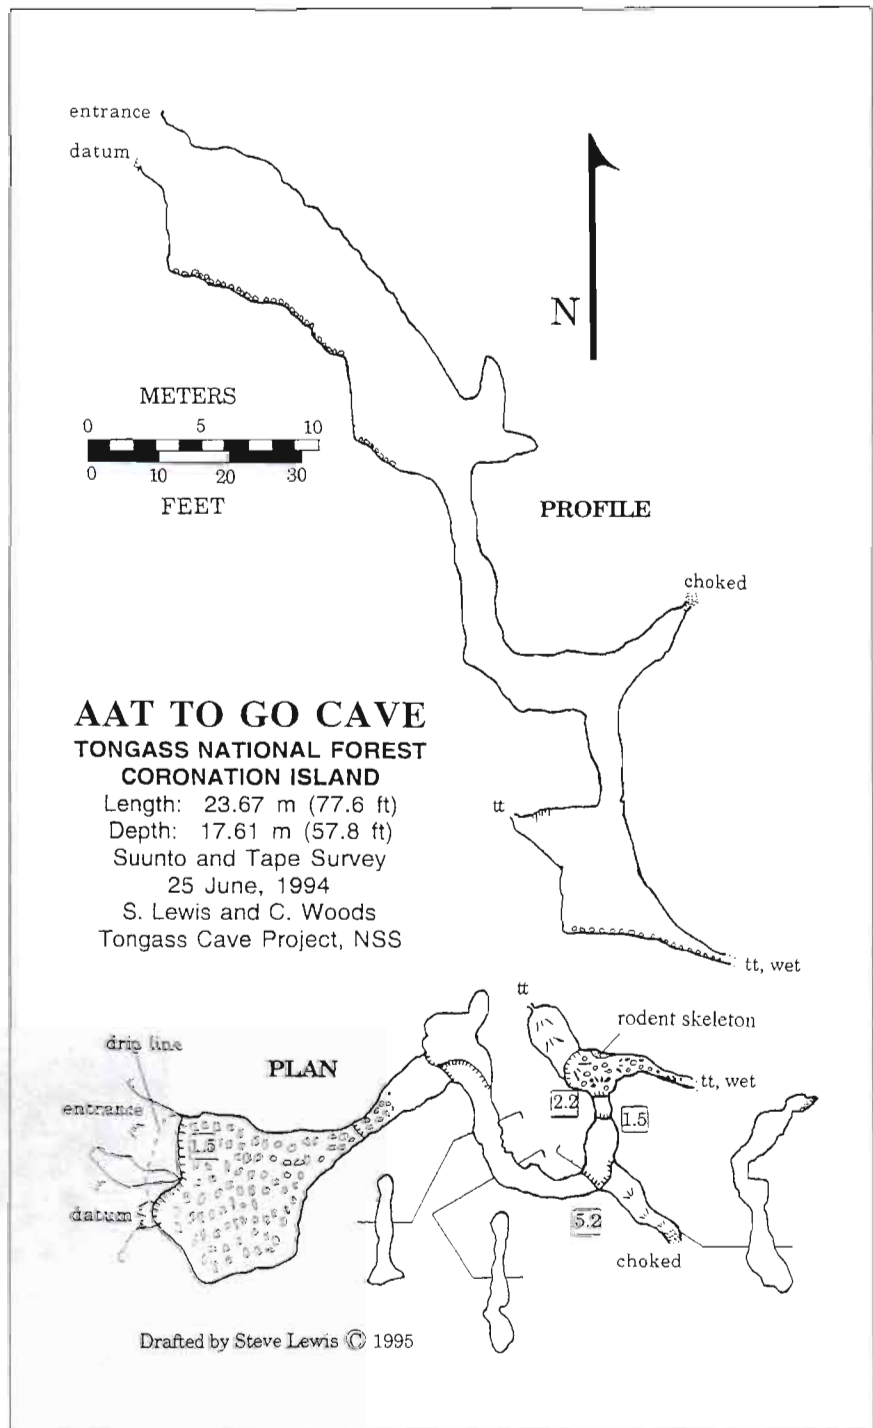 entrance
datum
N
METERS
0 5 10
0 10 20 30
FEET
PROFILE
choked
AAT TO GO CAVE
TONGASS NATIONAL FOREST
CORONATION ISLAND
Length: 23.67 m (77.6 ft)
Depth: 17.61 m (57.8 ft)
Suunto and Tape Survey
25 June, 1994
S. Lewis and C. Woods
Tongass Cave Project, NSS
tt
tt, wet
tt
rodent skeleton
drip line
PLAN
tt, wet
entrance
2.2
1.5
1.5
datum
5.2
choked
Drafted by Steve Lewis © 1995